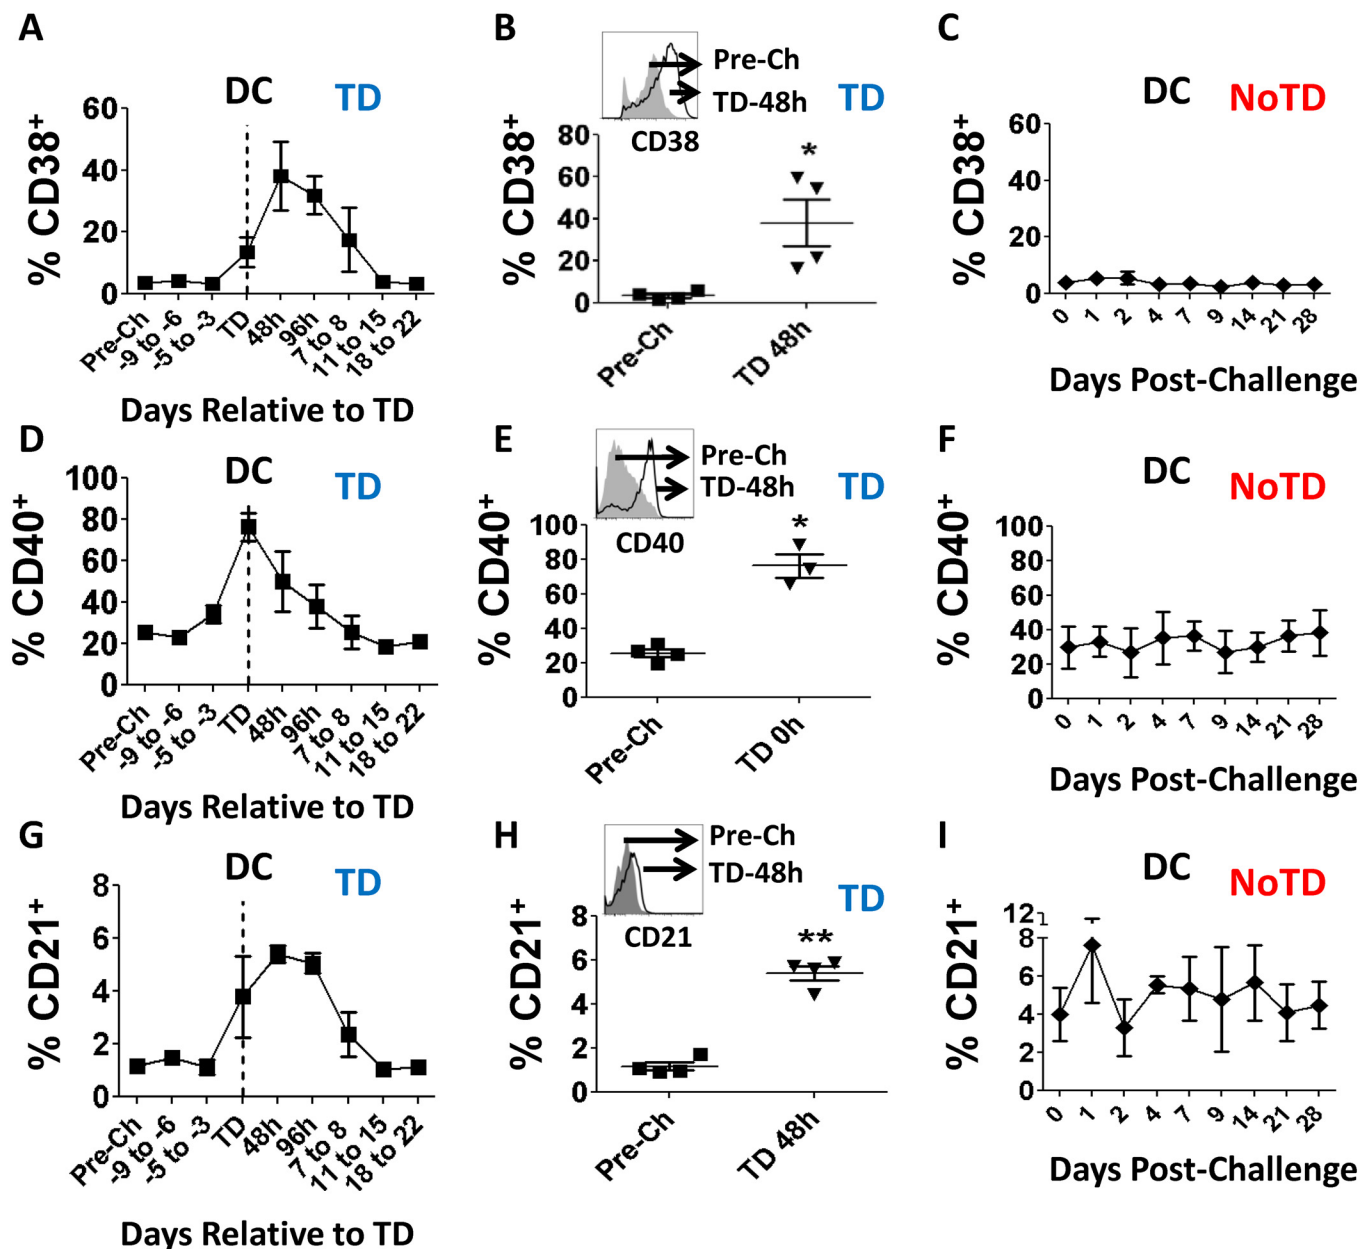 A
DC
TD
% CD38+
60
40
20
0
Pre-Ch
-9 to -6
-5 to -3
TD
48h
96h
7 to 8
11 to 15
18 to 22
Days Relative to TD
B
Pre-Ch
TD-48h
CD38
TD
*
% CD38+
80
60
40
20
0
Pre-Ch
TD 48h
C
DC
NoTD
% CD38+
60
40
20
0
0
1
2
4
7
9
14
21
28
Days Post-Challenge
D
DC
TD
% CD40+
100
80
60
40
20
0
Pre-Ch
-9 to -6
-5 to -3
TD
48h
96h
7 to 8
11 to 15
18 to 22
Days Relative to TD
E
Pre-Ch
TD-48h
CD40
TD
*
% CD40+
100
80
60
40
20
0
Pre-Ch
TD 0h
F
DC
NoTD
% CD40+
100
80
60
40
20
0
0
1
2
4
7
9
14
21
28
Days Post-Challenge
G
DC
TD
% CD21+
8
6
4
2
0
Pre-Ch
-9 to -6
-5 to -3
TD
48h
96h
7 to 8
11 to 15
18 to 22
Days Relative to TD
H
Pre-Ch
TD-48h
CD21
TD
**
% CD21+
8
6
4
2
0
Pre-Ch
TD 48h
I
DC
NoTD
% CD21+
12
8
6
4
2
0
0
1
2
4
7
9
14
21
28
Days Post-Challenge